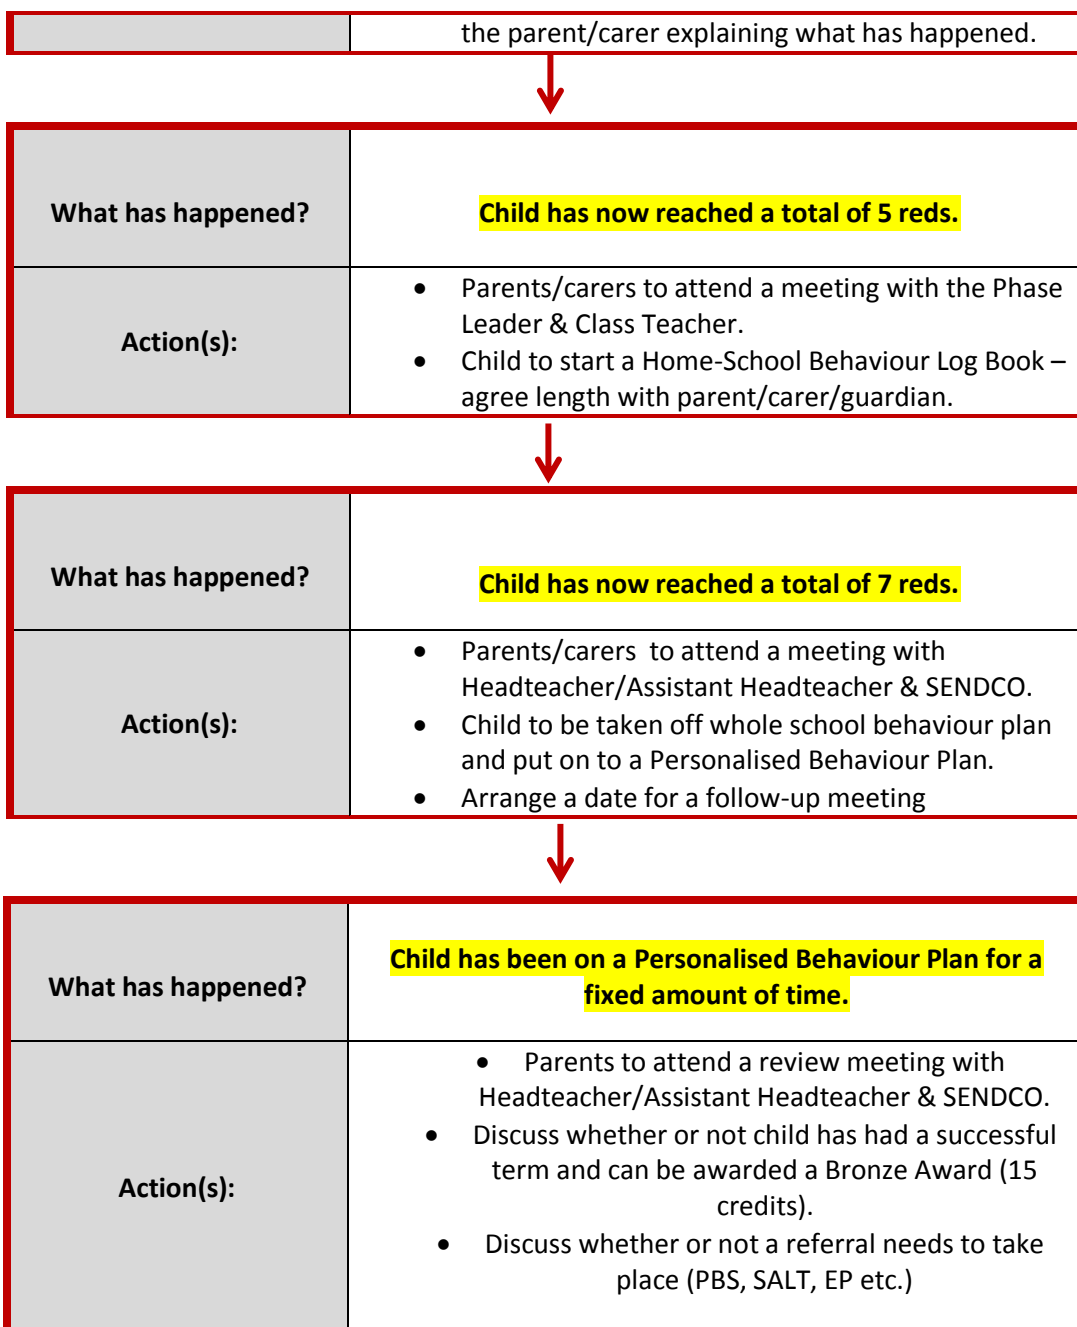 the parent/carer explaining what has happened.
What has happened?
Child has now reached a total of 5 reds.
Action(s):
• Parents/carers to attend a meeting with the Phase
Leader & Class Teacher.
• Child to start a Home-School Behaviour Log Book –
agree length with parent/carer/guardian.
What has happened?
Child has now reached a total of 7 reds.
Action(s):
• Parents/carers  to attend a meeting with
Headteacher/Assistant Headteacher & SENDCO.
• Child to be taken off whole school behaviour plan
and put on to a Personalised Behaviour Plan.
• Arrange a date for a follow-up meeting
What has happened?
Child has been on a Personalised Behaviour Plan for a
fixed amount of time.
Action(s):
• Parents to attend a review meeting with
Headteacher/Assistant Headteacher & SENDCO.
• Discuss whether or not child has had a successful
term and can be awarded a Bronze Award (15
credits).
• Discuss whether or not a referral needs to take
place (PBS, SALT, EP etc.)